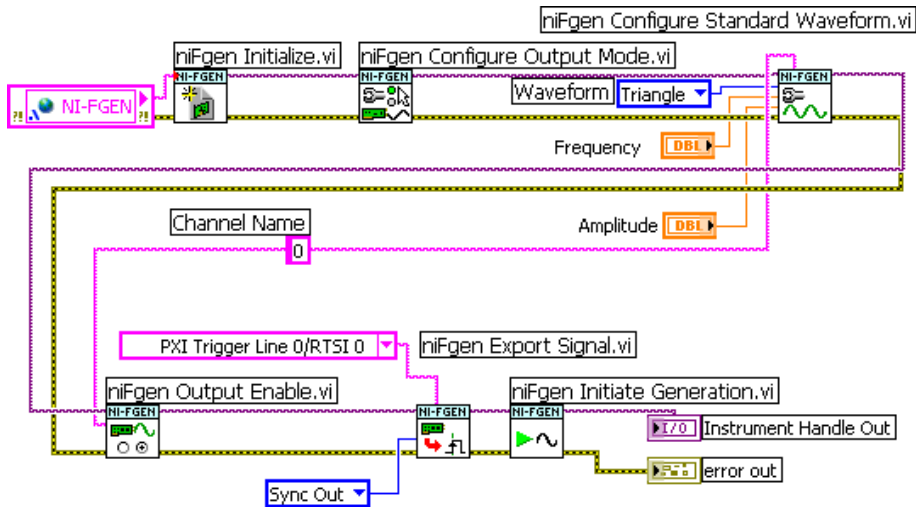 niFgen Configure Standard Waveform.vi
niFgen Initialize.vi
niFgen Configure Output Mode.vi
NI-FGEN
NI-FGEN
NI-FGEN
Waveform
Triangle
?! NI-FGEN ?!
Frequency
DBL
Channel Name
Amplitude
DBL
0
PXI Trigger Line 0/RTSI 0
niFgen Export Signal.vi
niFgen Output Enable.vi
niFgen Initiate Generation.vi
NI-FGEN
NI-FGEN
NI-FGEN
I/O
Instrument Handle Out
error out
Sync Out